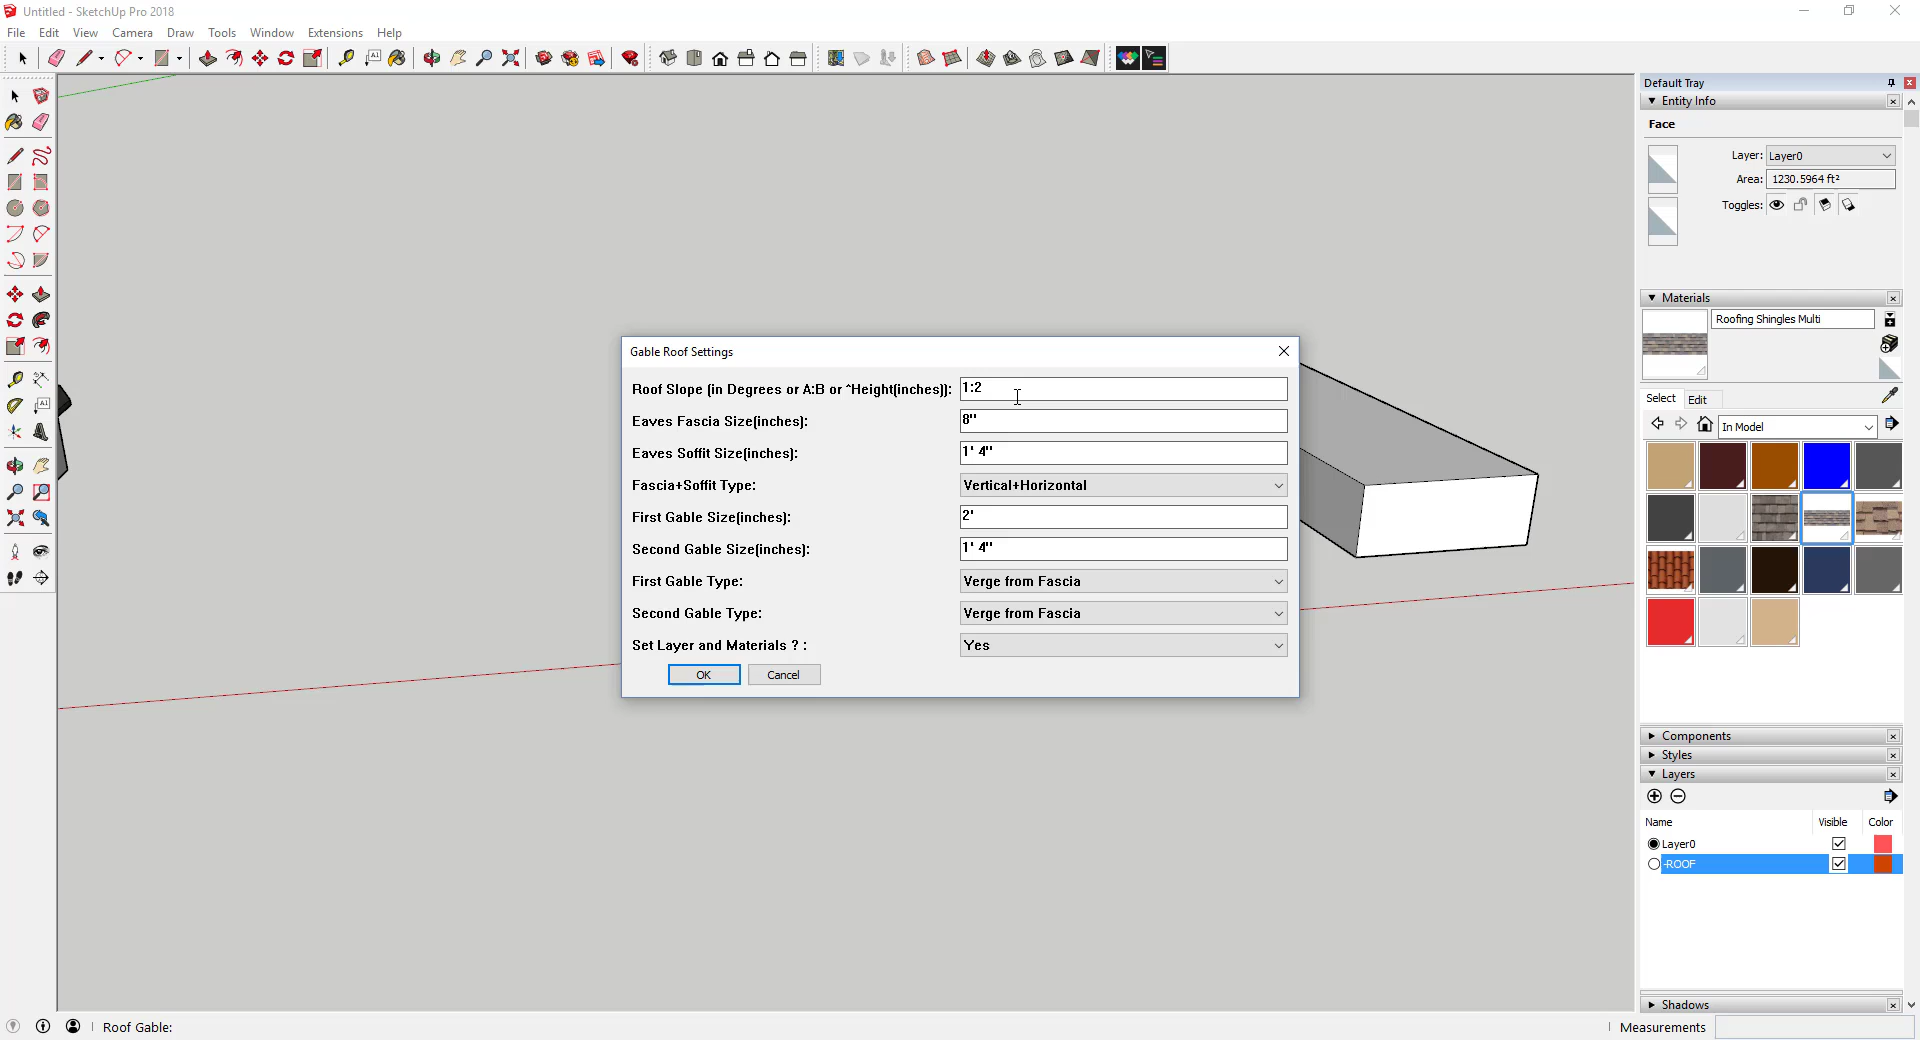 Untitled - SketchUp Pro 2018
File Edit View Camera Draw Tools Window Extensions Help
Default Tray
Entity Info
Face
Layer: Layer0
Area: 1230.5964 ft²
Toggles:
Materials
Roofing Shingles Multi
Select Edit
In Model
Components
Styles
Layers
Name Visible Color
Layer0
-ROOF
Shadows
Gable Roof Settings
Roof Slope (in Degrees or A:B or ^Height(inches)): 1:2
Eaves Fascia Size(inches): 8"
Eaves Soffit Size(inches): 1' 4"
Fascia+Soffit Type: Vertical+Horizontal
First Gable Size(inches): 2'
Second Gable Size(inches): 1' 4"
First Gable Type: Verge from Fascia
Second Gable Type: Verge from Fascia
Set Layer and Materials ? : Yes
OK Cancel
Roof Gable:
Measurements